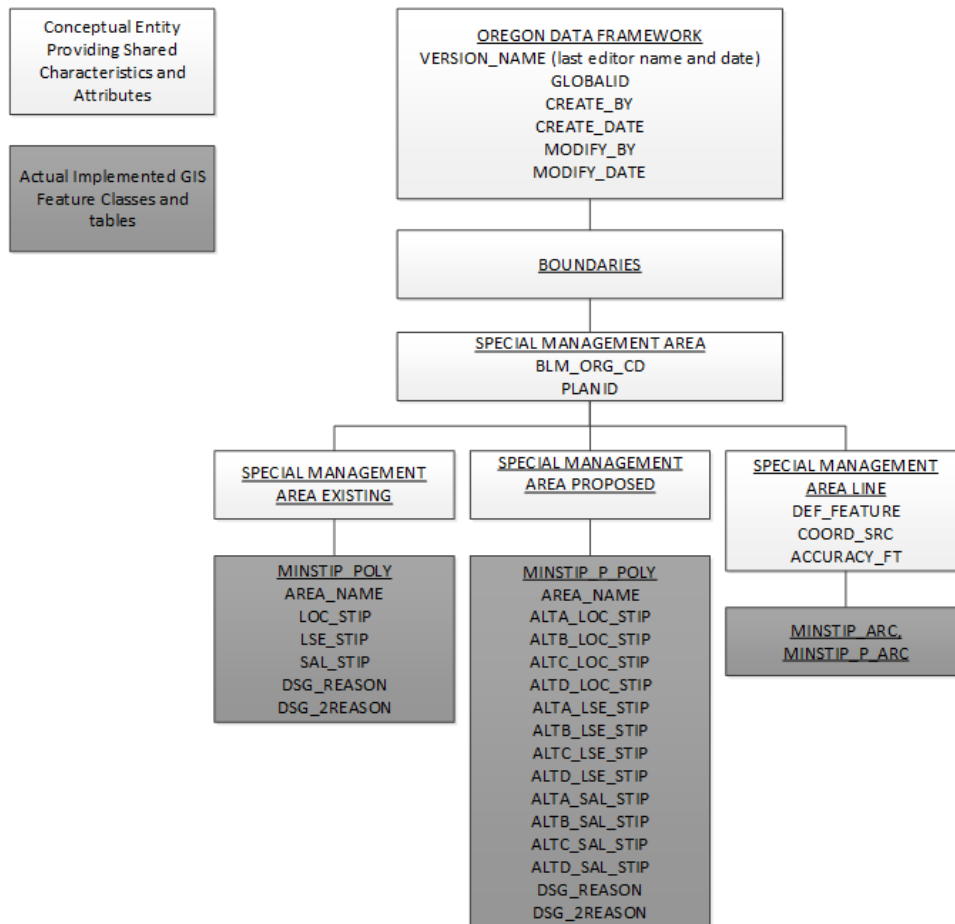 Conceptual Entity
Providing Shared
Characteristics and
Attributes
Actual Implemented GIS
Feature Classes and
tables
OREGON DATA FRAMEWORK
VERSION_NAME (last editor name and date)
GLOBALID
CREATE_BY
CREATE_DATE
MODIFY_BY
MODIFY_DATE
BOUNDARIES
SPECIAL MANAGEMENT AREA
BLM_ORG_CD
PLANID
SPECIAL MANAGEMENT
AREA EXISTING
SPECIAL MANAGEMENT
AREA PROPOSED
SPECIAL MANAGEMENT
AREA LINE
DEF_FEATURE
COORD_SRC
ACCURACY_FT
MINSTIP_POLY
AREA_NAME
LOC_STIP
LSE_STIP
SAL_STIP
DSG_REASON
DSG_2REASON
MINSTIP_P_POLY
AREA_NAME
ALTA_LOC_STIP
ALTB_LOC_STIP
ALTC_LOC_STIP
ALTD_LOC_STIP
ALTA_LSE_STIP
ALTB_LSE_STIP
ALTC_LSE_STIP
ALTD_LSE_STIP
ALTA_SAL_STIP
ALTB_SAL_STIP
ALTC_SAL_STIP
ALTD_SAL_STIP
DSG_REASON
DSG_2REASON
MINSTIP_ARC,
MINSTIP_P_ARC